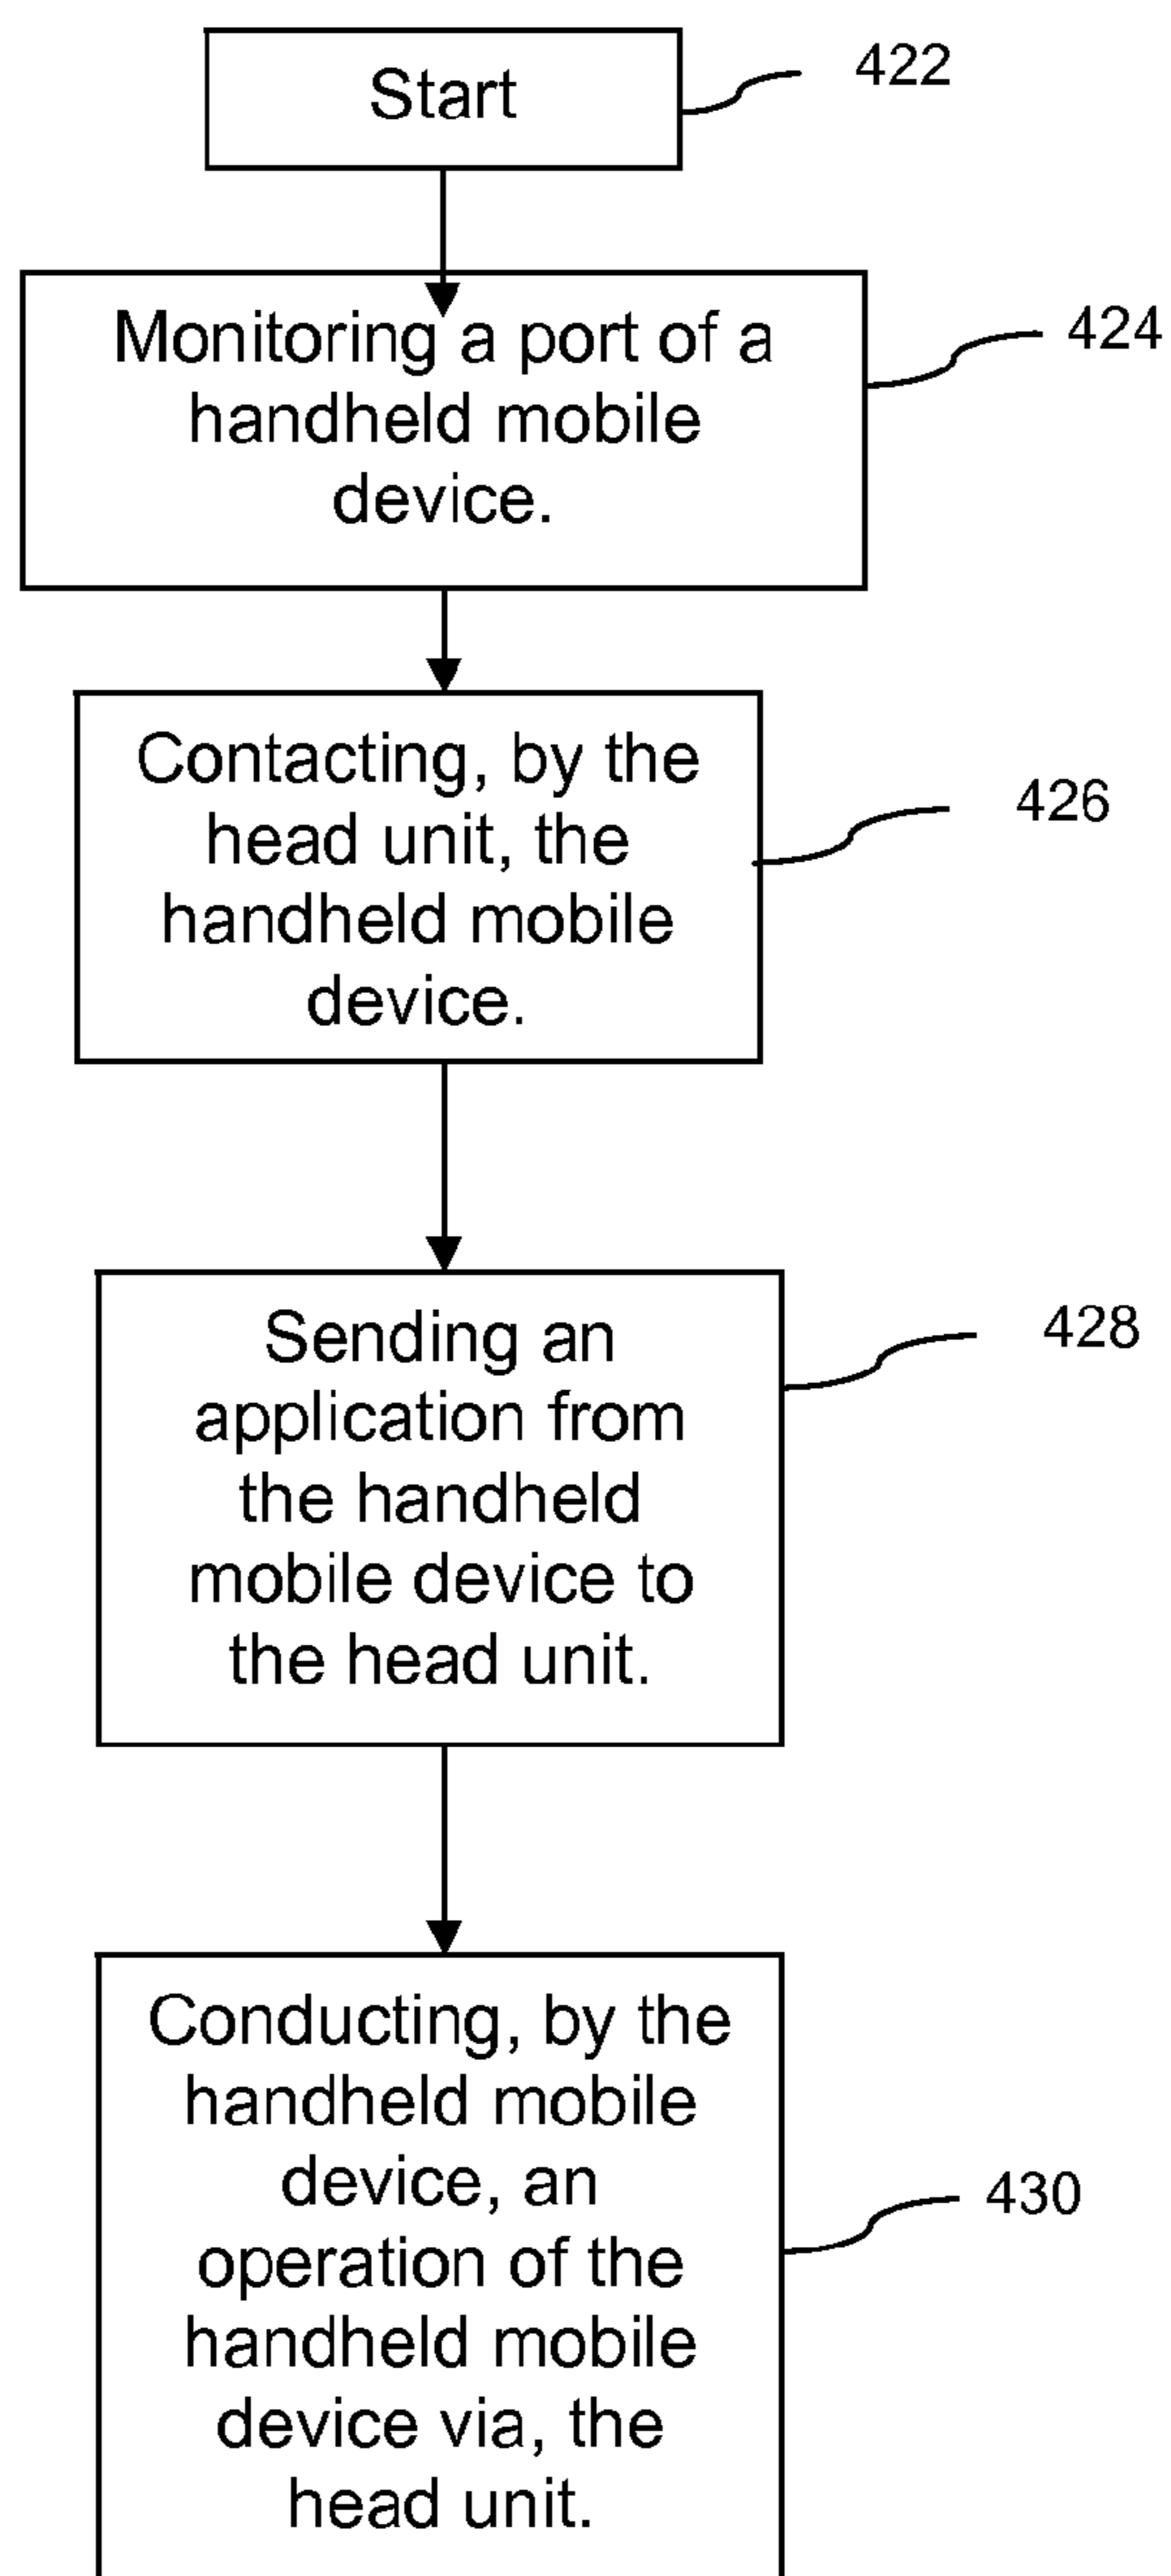 Start
422
Monitoring a port of a
handheld mobile
device.
424
Contacting, by the
head unit, the
handheld mobile
device.
426
Sending an
application from
the handheld
mobile device to
the head unit.
428
Conducting, by the
handheld mobile
device, an
operation of the
handheld mobile
device via, the
head unit.
430